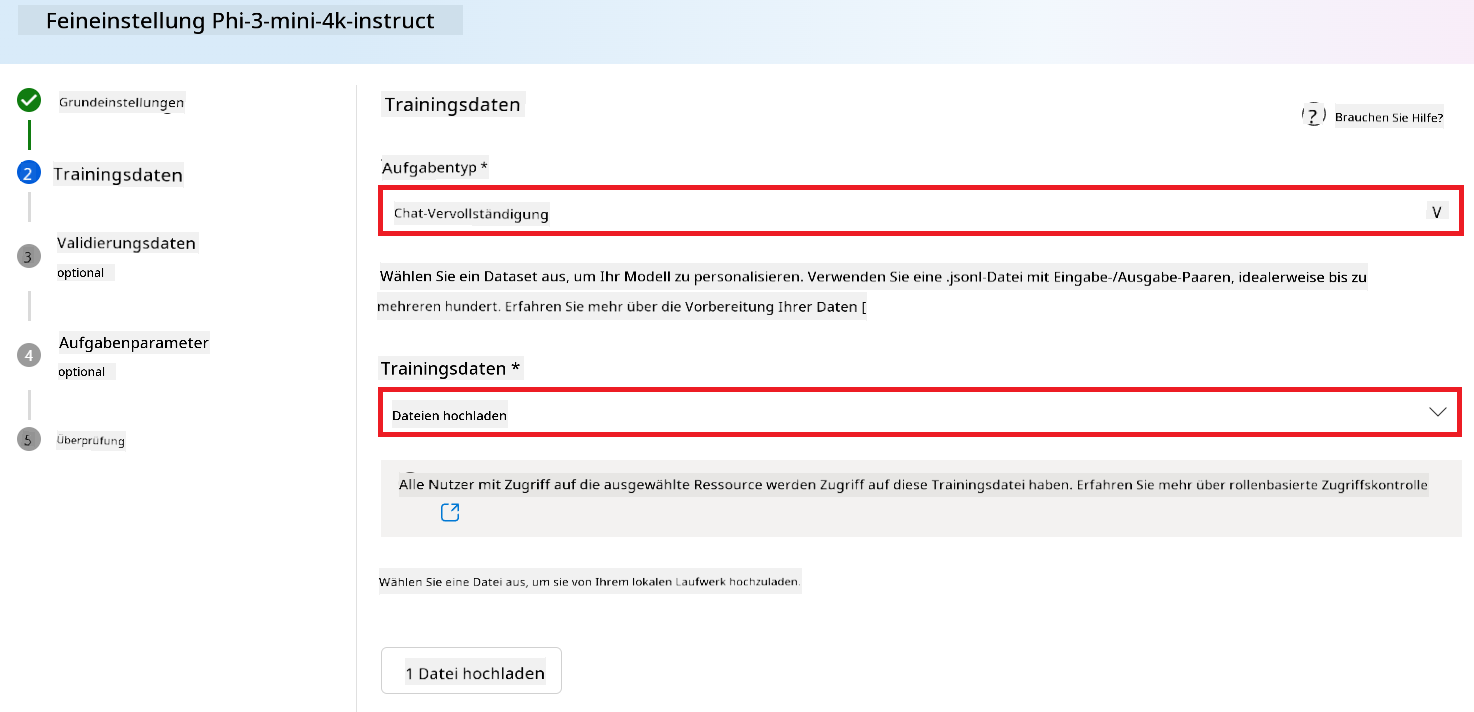 Feineinstellung Phi-3-mini-4k-instruct
Grundeinstellungen
2 Trainingsdaten
3 Validierungsdaten
optional
4 Aufgabenparameter
optional
5 Überprüfung
Trainingsdaten
? Brauchen Sie Hilfe?
Aufgabentyp *
Chat-Vervollständigung V
Wählen Sie ein Dataset aus, um Ihr Modell zu personalisieren. Verwenden Sie eine .jsonl-Datei mit Eingabe-/Ausgabe-Paaren, idealerweise bis zu
mehreren hundert. Erfahren Sie mehr über die Vorbereitung Ihrer Daten [
Trainingsdaten *
Dateien hochladen
Alle Nutzer mit Zugriff auf die ausgewählte Ressource werden Zugriff auf diese Trainingsdatei haben. Erfahren Sie mehr über rollenbasierte Zugriffskontrolle
Wählen Sie eine Datei aus, um sie von Ihrem lokalen Laufwerk hochzuladen.
1 Datei hochladen